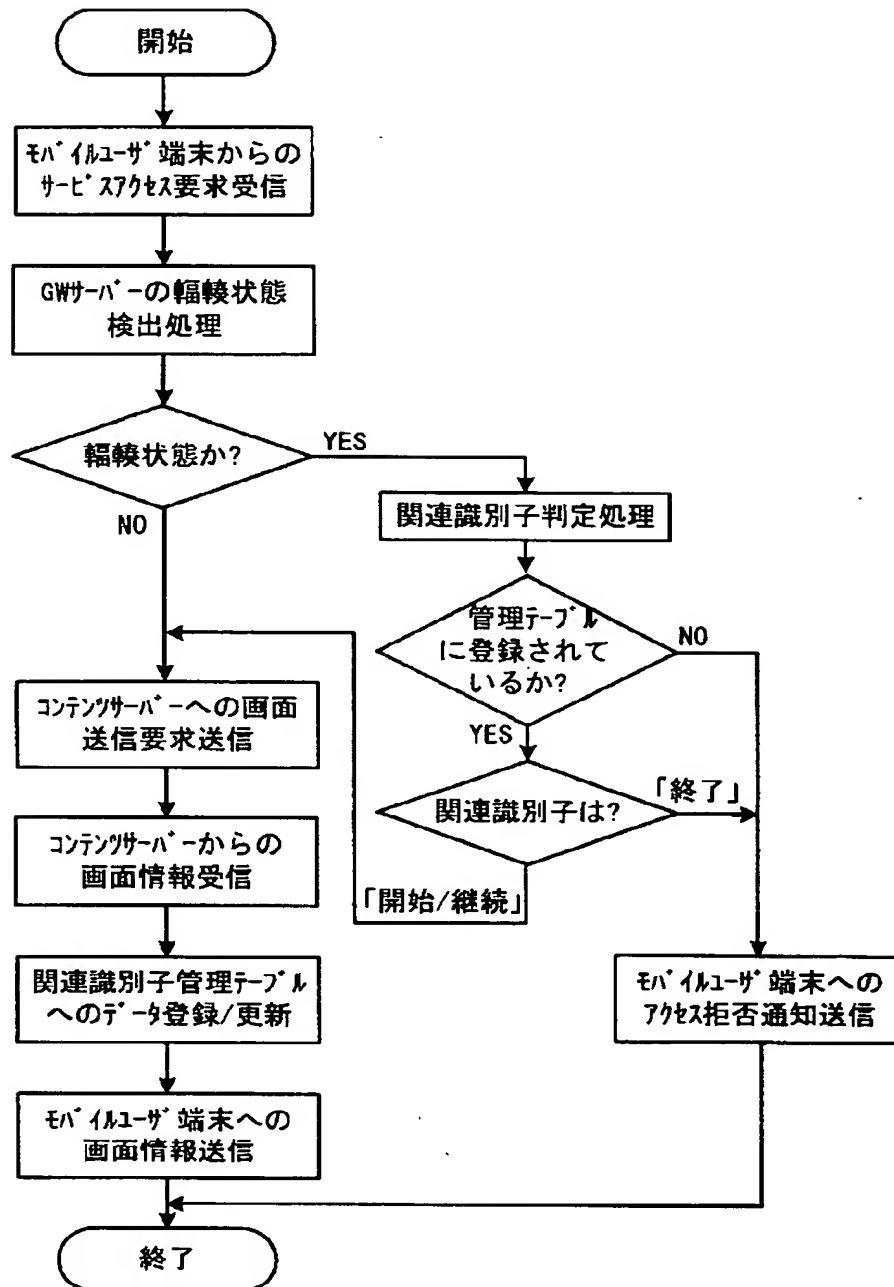 開始
ﾓﾊﾞｲﾙﾕｰｻﾞ端末からの
ｻｰﾋﾞｽｱｸｾｽ要求受信
GWｻｰﾊﾞｰの輻輳状態
検出処理
輻輳状態か?
YES
NO
関連識別子判定処理
管理ﾃｰﾌﾞﾙ
に登録されて
いるか?
NO
YES
ｺﾝﾃﾝﾂｻｰﾊﾞｰへの画面
送信要求送信
関連識別子は?
「終了」
「開始/継続」
ｺﾝﾃﾝﾂｻｰﾊﾞｰからの
画面情報受信
関連識別子管理ﾃｰﾌﾞﾙ
へのﾃﾞｰﾀ登録/更新
ﾓﾊﾞｲﾙﾕｰｻﾞ端末への
ｱｸｾｽ拒否通知送信
ﾓﾊﾞｲﾙﾕｰｻﾞ端末への
画面情報送信
終了